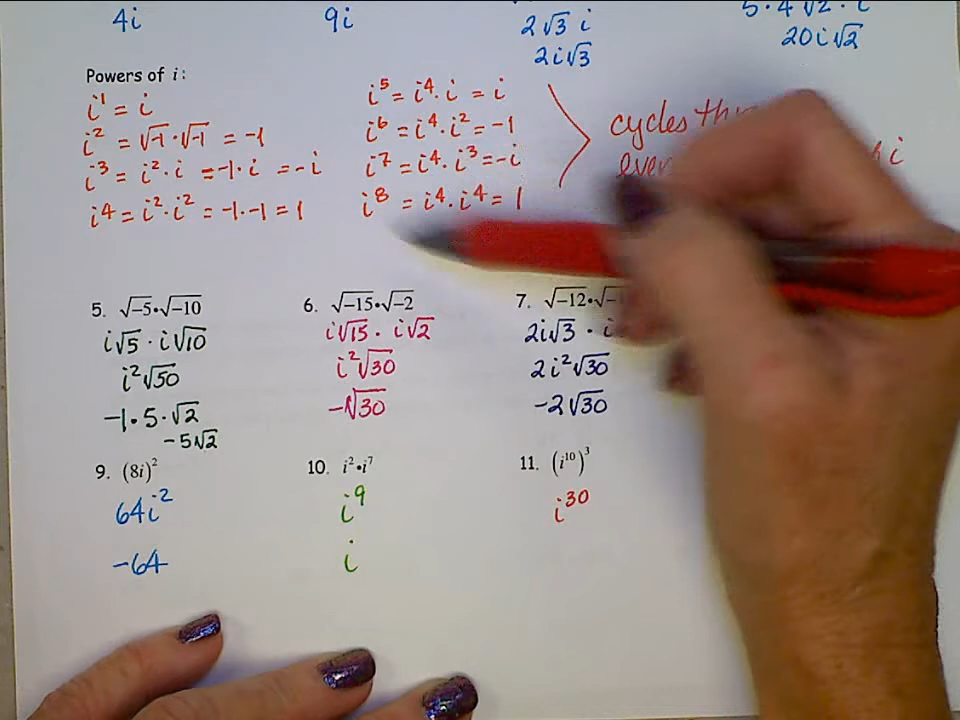 4i 9i 2√3 i 5·4√2·i
2i√3 20i√2
Powers of i:
i¹ = i i⁵ = i⁴·i = i
i² = √-1·√-1 = -1 i⁶ = i⁴·i² = -1 cycles
i³ = i²·i = -1·i = -i i⁷ = i⁴·i³ = -i i
i⁴ = i²·i² = -1·-1 = 1 i⁸ = i⁴·i⁴ = 1
5. √-5•√-10 6. √-15•√-2 7. √-12•
i√5·i√10 i√15·i√2 2i√3·i
i²√50 i²√30 2i²√30
-1·5·√2 -√30 -2√30
-5√2
9. (8i)² 10. i²•i⁷ 11. (i¹⁰)³
64i² i⁹ i³⁰
-64 i